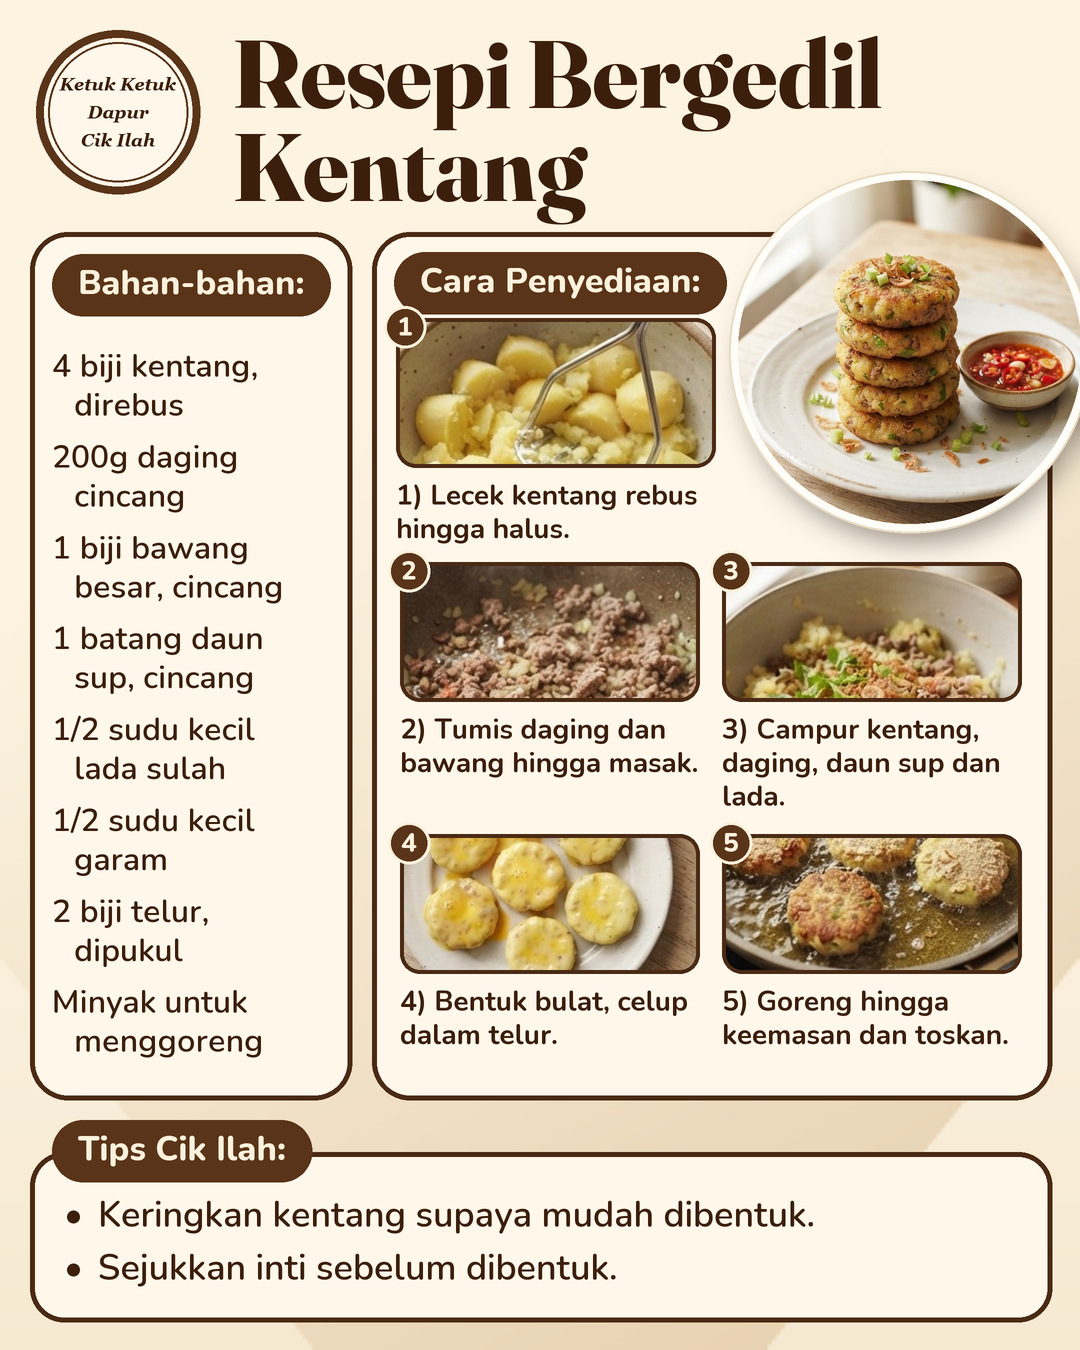 Ketuk Ketuk
Dapur
Cik Ilah
Resepi Bergedil
Kentang
Bahan-bahan:
4 biji kentang,
direbus
200g daging
cincang
1 biji bawang
besar, cincang
1 batang daun
sup, cincang
1/2 sudu kecil
lada sulah
1/2 sudu kecil
garam
2 biji telur,
dipukul
Minyak untuk
menggoreng
Cara Penyediaan:
1
1) Lecek kentang rebus
hingga halus.
2
2) Tumis daging dan
bawang hingga masak.
3
3) Campur kentang,
daging, daun sup dan
lada.
4
4) Bentuk bulat, celup
dalam telur.
5
5) Goreng hingga
keemasan dan toskan.
Tips Cik Ilah:
• Keringkan kentang supaya mudah dibentuk.
• Sejukkan inti sebelum dibentuk.